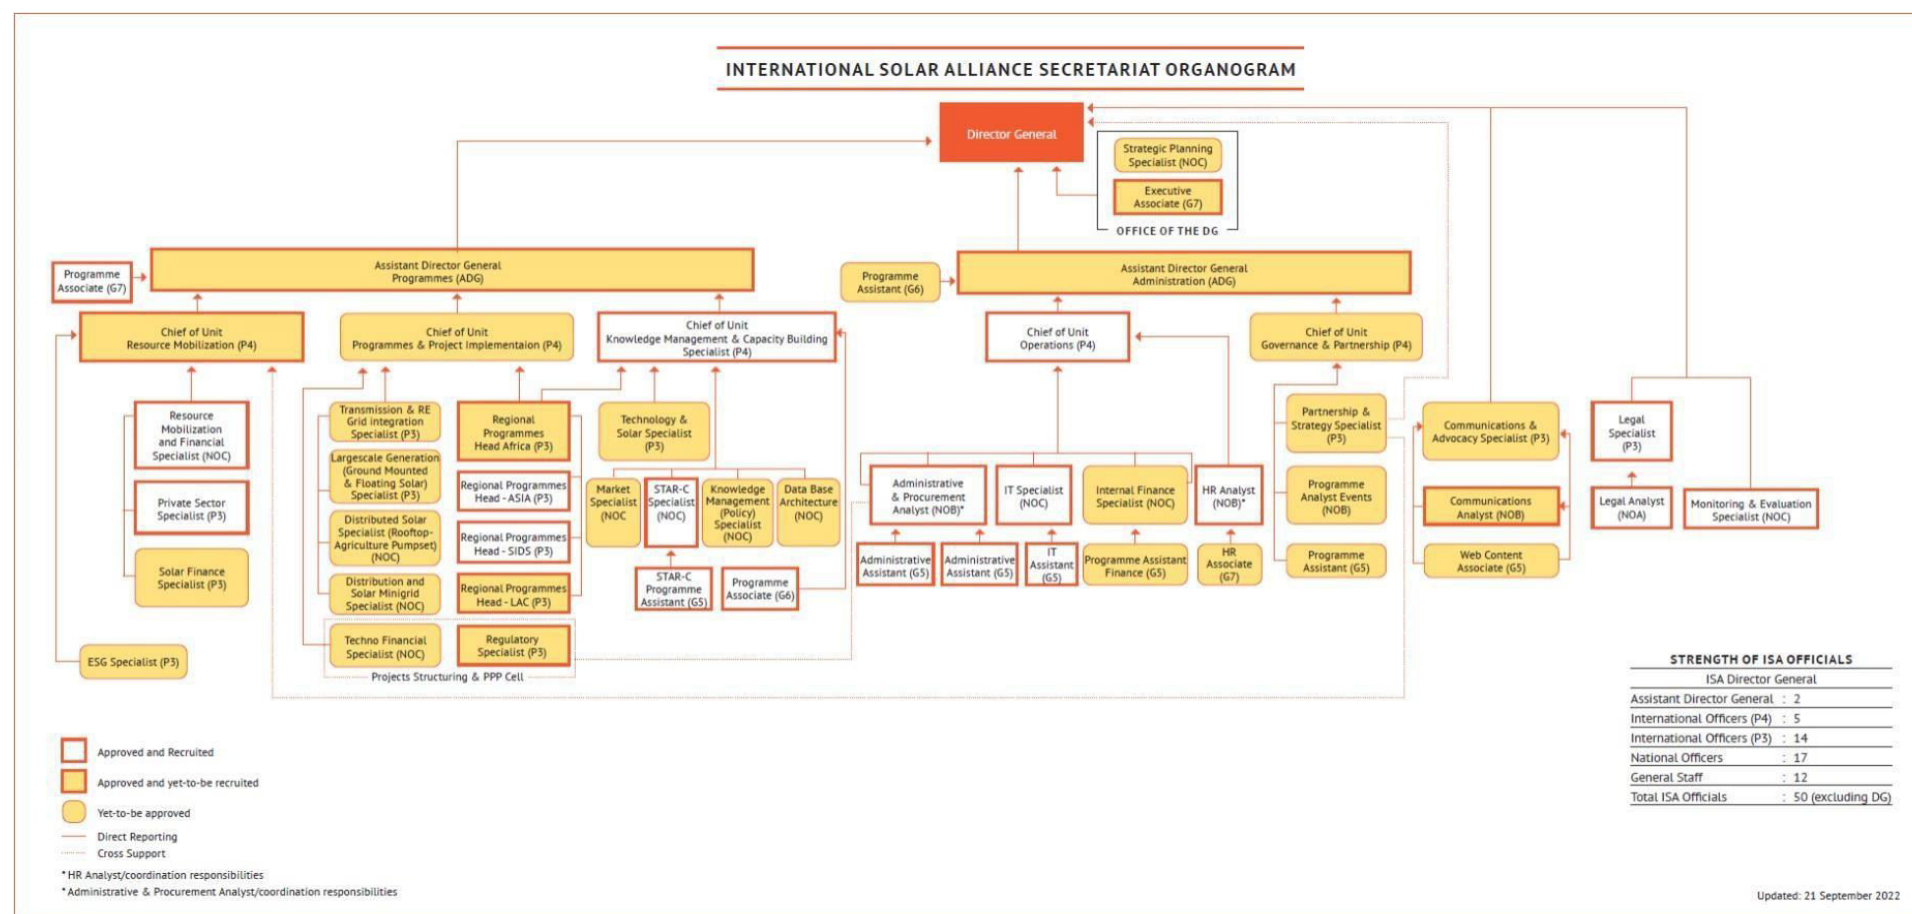 INTERNATIONAL SOLAR ALLIANCE SECRETARIAT ORGANOGRAM
Director General
Strategic Planning
Specialist (NOC)
Executive
Associate (G7)
OFFICE OF THE DG
Programme
Associate (G7)
Assistant Director General
Programmes (ADG)
Programme
Assistant (G6)
Assistant Director General
Administration (ADG)
Chief of Unit
Resource Mobilization (P4)
Chief of Unit
Programmes & Project Implementaion (P4)
Chief of Unit
Knowledge Management & Capacity Building
Specialist (P4)
Chief of Unit
Operations (P4)
Chief of Unit
Governance & Partnership (P4)
Resource
Mobilization
and Financial
Specialist (NOC)
Private Sector
Specialist (P3)
Solar Finance
Specialist (P3)
ESG Specialist (P3)
Transmission & RE
Grid integration
Specialist (P3)
Largescale Generation
(Ground Mounted
& Floating Solar)
Specialist (P3)
Distributed Solar
Specialist (Rooftop-
Agriculture Pumpset)
(NOC)
Distribution and
Solar Minigrid
Specialist (NOC)
Techno Financial
Specialist (NOC)
Regional
Programmes
Head Africa (P3)
Regional Programmes
Head - ASIA (P3)
Regional Programmes
Head - SIDS (P3)
Regional Programmes
Head - LAC (P3)
Regulatory
Specialist (P3)
Projects Structuring & PPP Cell
Technology &
Solar Specialist
(P3)
Market
Specialist
(NOC
STAR-C
Specialist
(NOC)
Knowledge
Management
(Policy)
Specialist
(NOC)
Data Base
Architecture
(NOC)
STAR-C
Programme
Assistant (G5)
Programme
Associate (G6)
Administrative
& Procurement
Analyst (NOB)*
IT Specialist
(NOC)
Internal Finance
Specialist (NOC)
HR Analyst
(NOB)*
Administrative
Assistant (G5)
Administrative
Assistant (G5)
IT
Assistant
(G5)
Programme Assistant
Finance (G5)
HR
Associate
(G7)
Partnership &
Strategy Specialist
(P3)
Programme
Analyst Events
(NOB)
Programme
Assistant (G5)
Communications &
Advocacy Specialist (P3)
Communications
Analyst (NOB)
Web Content
Associate (G5)
Legal
Specialist
(P3)
Legal Analyst
(NOA)
Monitoring & Evaluation
Specialist (NOC)
STRENGTH OF ISA OFFICIALS
ISA Director General
Assistant Director General : 2
International Officers (P4) : 5
International Officers (P3) : 14
National Officers : 17
General Staff : 12
Total ISA Officials : 50 (excluding DG)
Approved and Recruited
Approved and yet-to-be recruited
Yet-to-be approved
Direct Reporting
Cross Support
* HR Analyst/coordination responsibilities
* Administrative & Procurement Analyst/coordination responsibilities
Updated: 21 September 2022